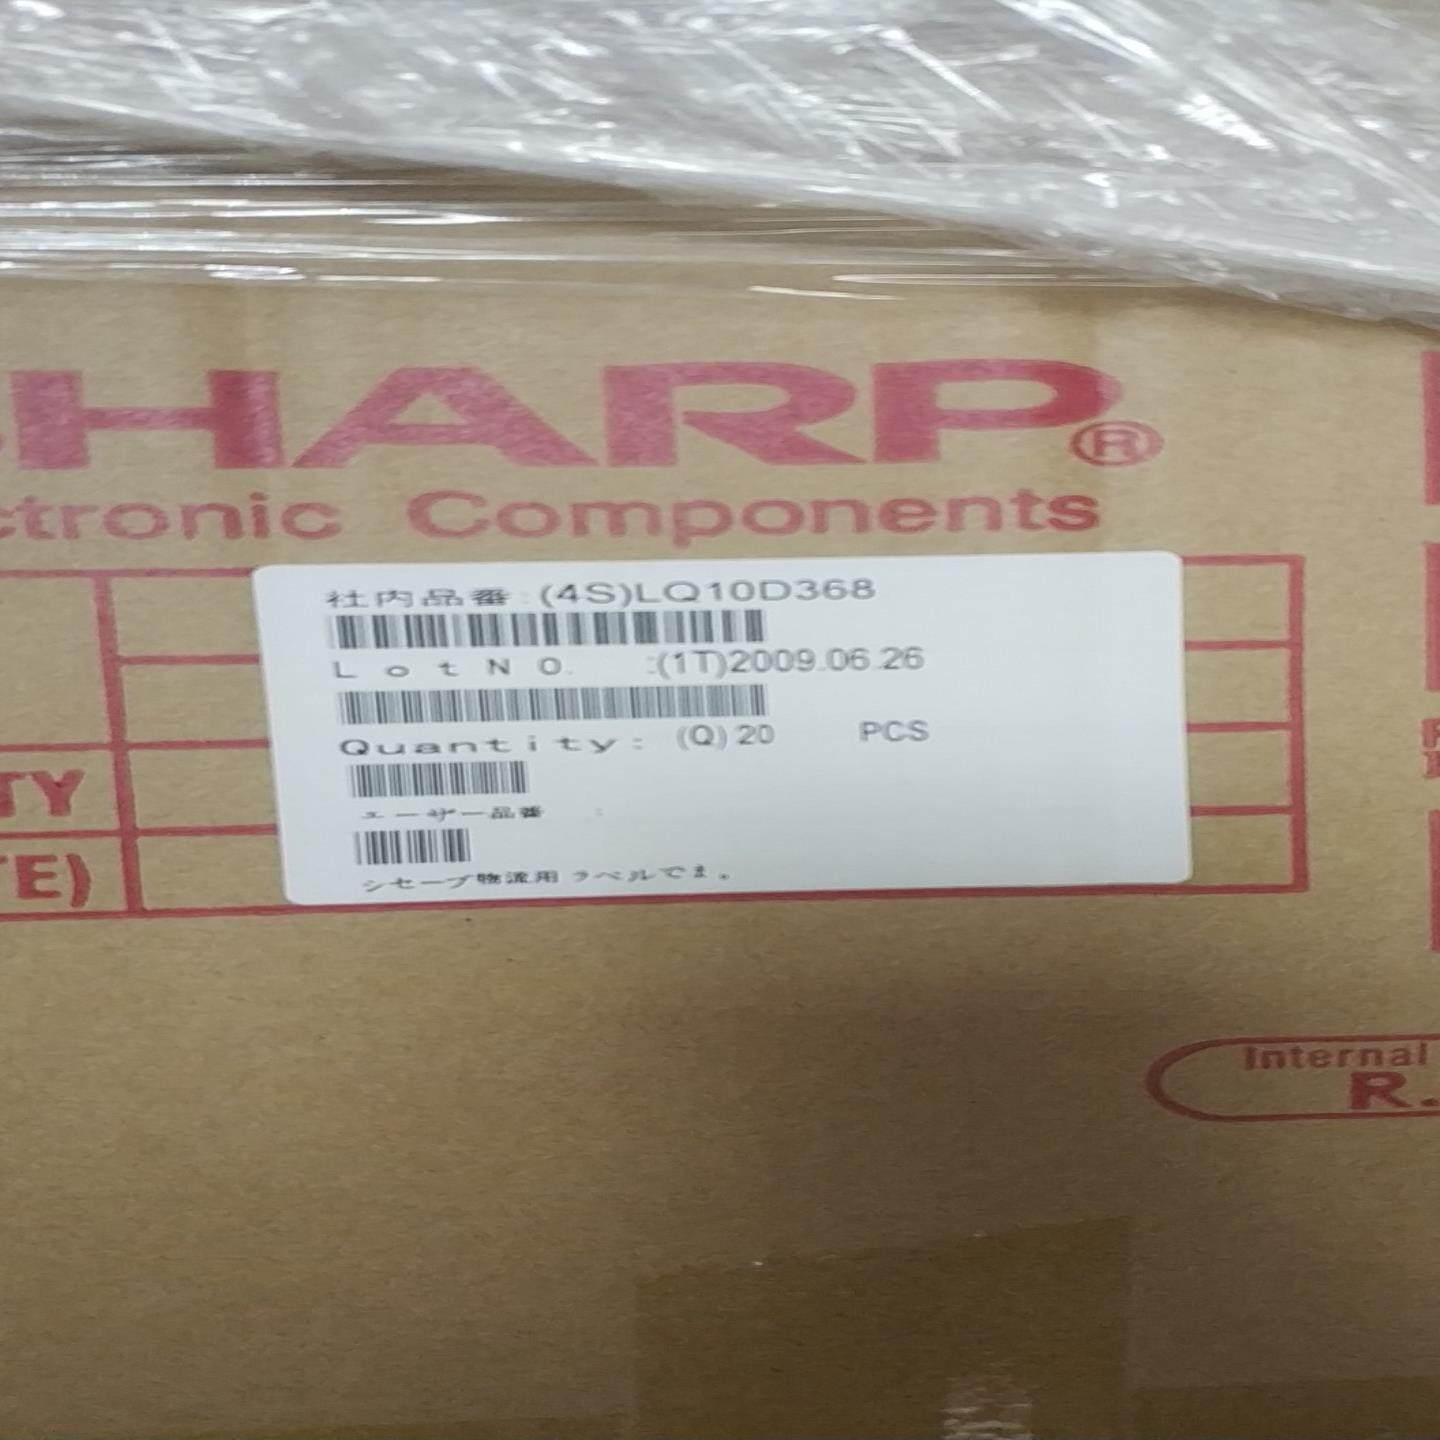 SHARP®
ctronic Components
社内品番:(4S)LQ10D368
LotNO. :(1T)2009.06.26
Quantity: (Q)20 PCS
ユーザー品番 :
シャープ物流用ラベルです。
TY
TE)
Internal
R.